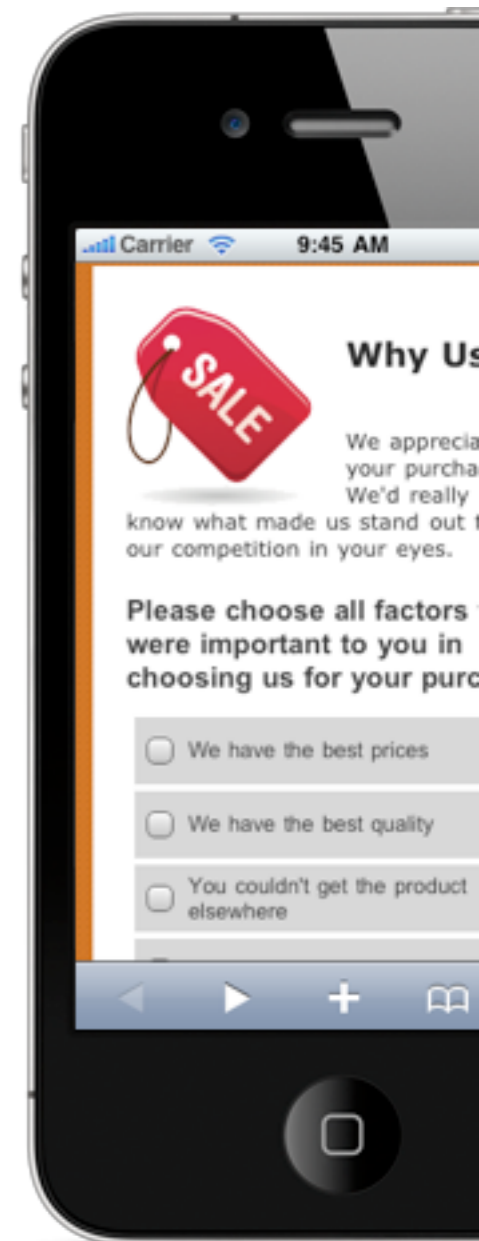 Carrier 9:45 AM
SALE
Why Us
We apprecia
your purcha
We'd really
know what made us stand out t
our competition in your eyes.
Please choose all factors
were important to you in
choosing us for your purc
We have the best prices
We have the best quality
You couldn't get the product
elsewhere